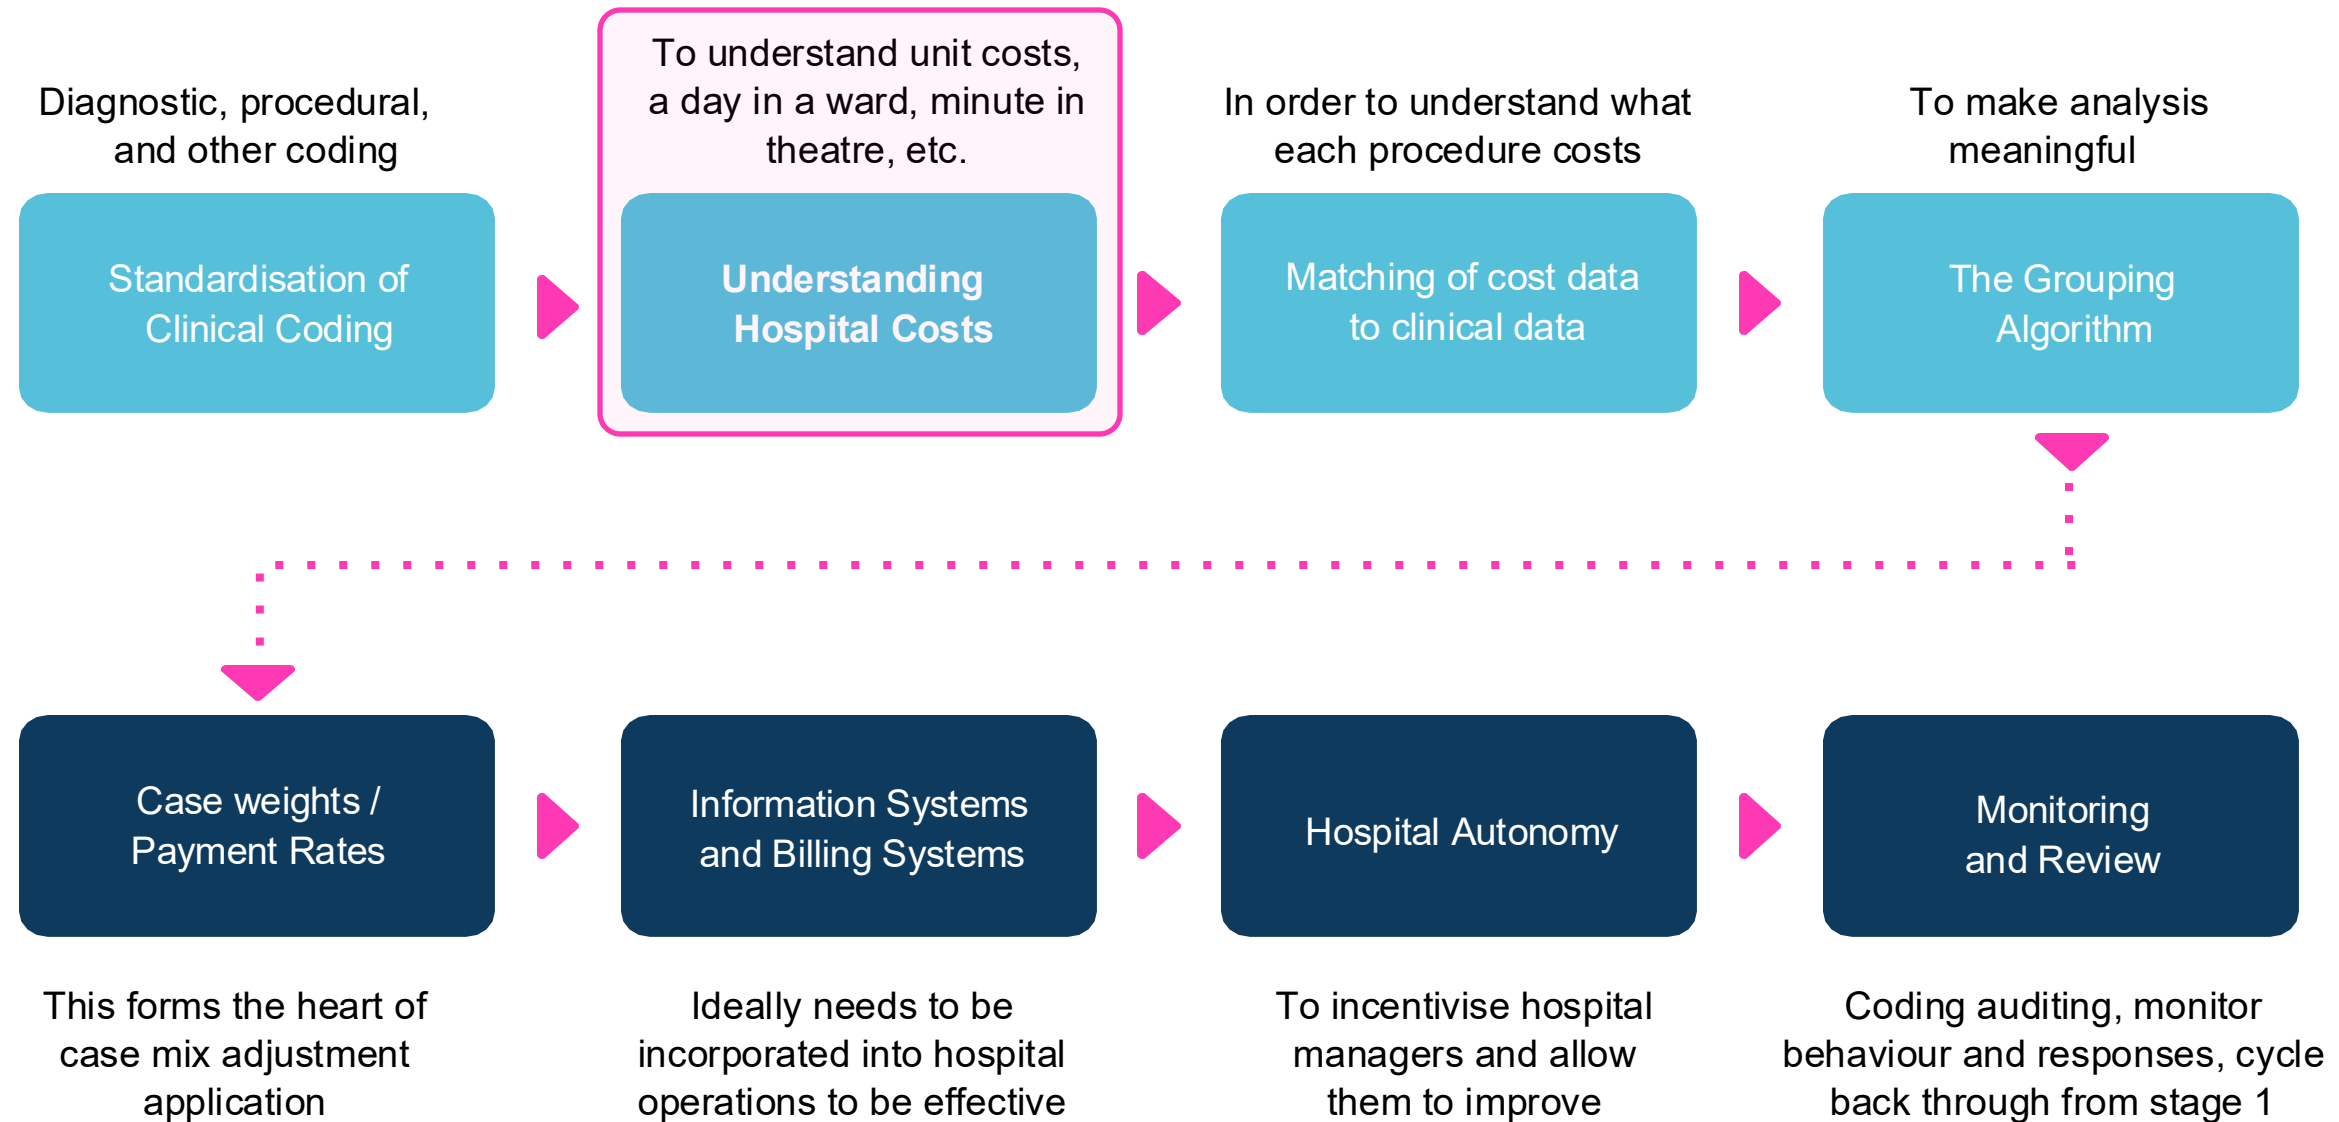 Diagnostic, procedural,
and other coding
Standardisation of
Clinical Coding
To understand unit costs,
a day in a ward, minute in
theatre, etc.
Understanding
Hospital Costs
In order to understand what
each procedure costs
Matching of cost data
to clinical data
To make analysis
meaningful
The Grouping
Algorithm
Case weights /
Payment Rates
This forms the heart of
case mix adjustment
application
Information Systems
and Billing Systems
Ideally needs to be
incorporated into hospital
operations to be effective
Hospital Autonomy
To incentivise hospital
managers and allow
them to improve
Monitoring
and Review
Coding auditing, monitor
behaviour and responses, cycle
back through from stage 1